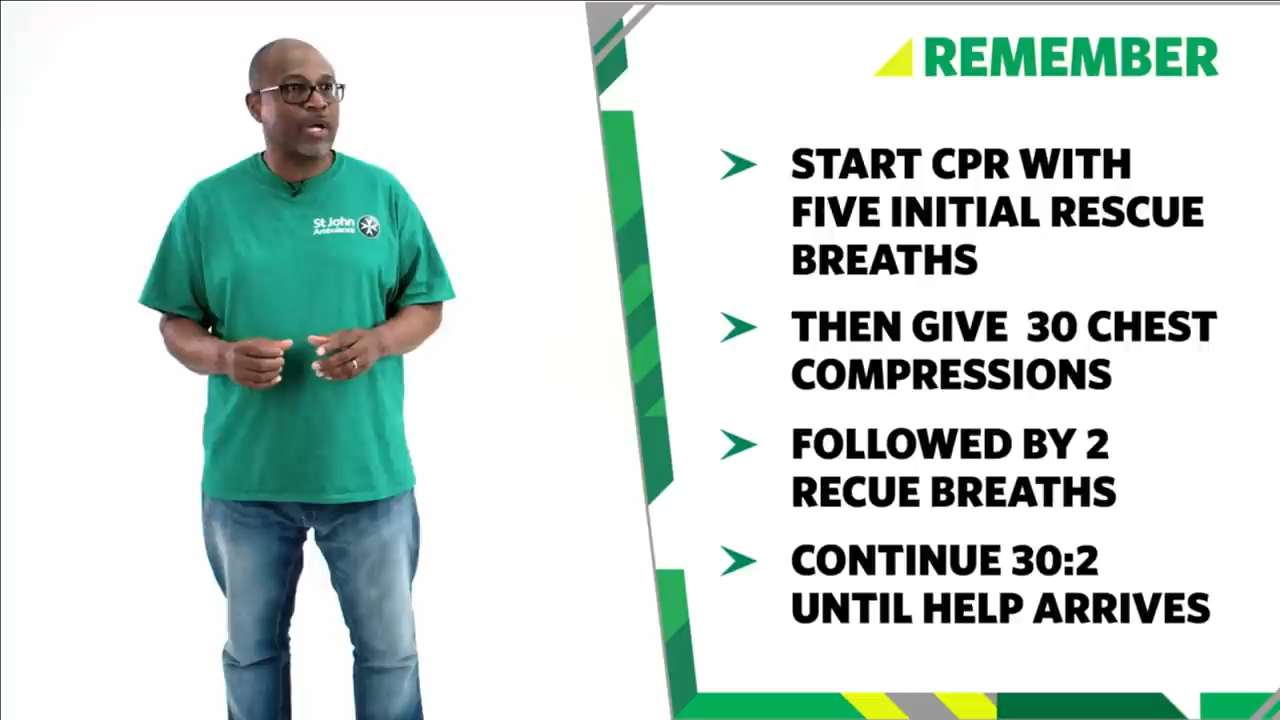 REMEMBER
START CPR WITH
FIVE INITIAL RESCUE
BREATHS
THEN GIVE  30 CHEST
COMPRESSIONS
FOLLOWED BY 2
RECUE BREATHS
CONTINUE 30:2
UNTIL HELP ARRIVES
St John
Ambulance